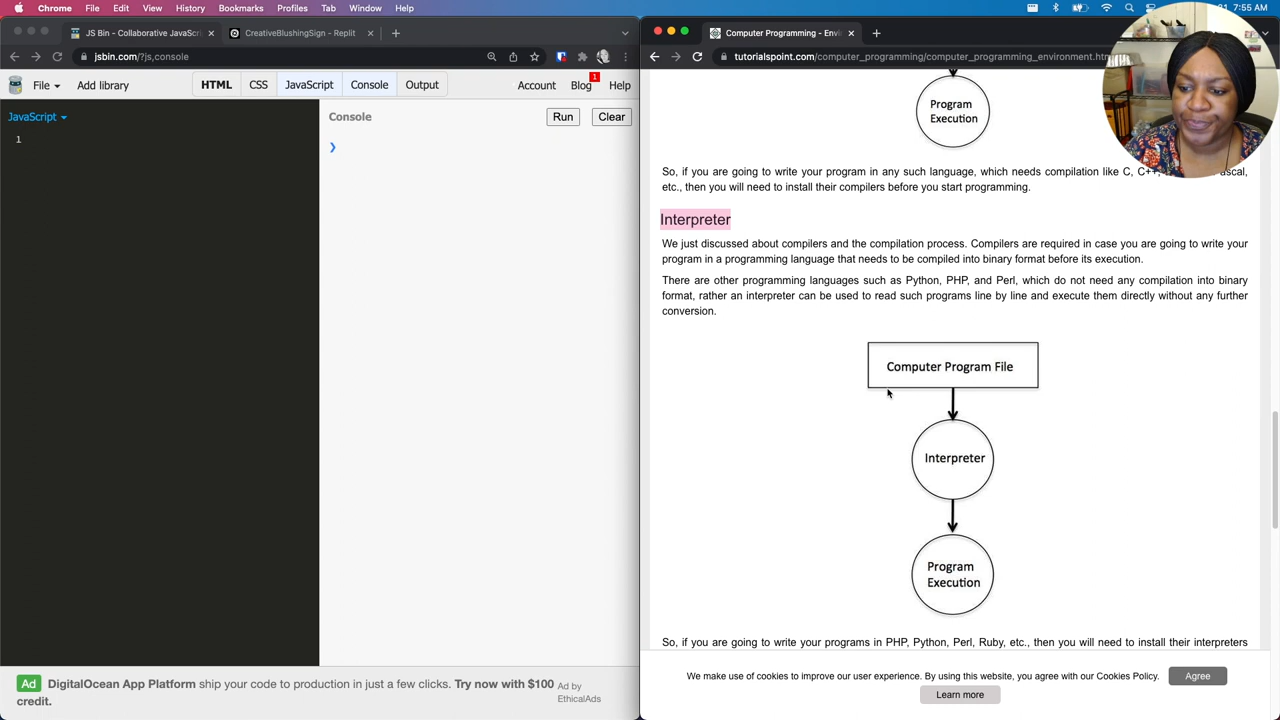 Chrome File Edit View History Bookmarks Profiles Tab Window Help
7:55 AM
JS Bin - Collaborative JavaScri
CreativeBlushingSign - Replit
jsbin.com/?js,console
File
Add library
HTML
CSS
JavaScript
Console
Output
Account
Blog
1
Help
JavaScript
1
Console
Run
Clear
Ad DigitalOcean App Platform ship your code to production in just a few clicks. Try now with $100
credit.
Ad by
EthicalAds
Computer Programming - Envi
tutorialspoint.com/computer_programming/computer_programming_environment.htm
Program
Execution
So, if you are going to write your program in any such language, which needs compilation like C, C++,
etc., then you will need to install their compilers before you start programming.
Interpreter
We just discussed about compilers and the compilation process. Compilers are required in case you are going to write your
program in a programming language that needs to be compiled into binary format before its execution.
There are other programming languages such as Python, PHP, and Perl, which do not need any compilation into binary
format, rather an interpreter can be used to read such programs line by line and execute them directly without any further
conversion.
Computer Program File
Interpreter
Program
Execution
So, if you are going to write your programs in PHP, Python, Perl, Ruby, etc., then you will need to install their interpreters
We make use of cookies to improve our user experience. By using this website, you agree with our Cookies Policy.
Agree
Learn more